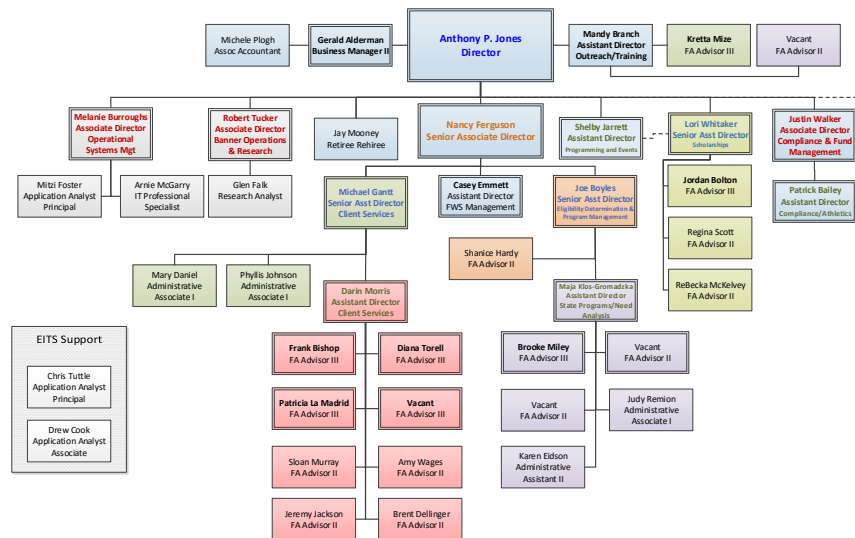 Michele Plogh
Assoc Accountant
Gerald Alderman
Business Manager II
Anthony P. Jones
Director
Mandy Branch
Assistant Director
Outreach/Training
Kretta Mize
FA Advisor III
Vacant
FA Advisor II
Melanie Burroughs
Associate Director
Operational
Systems Mgt
Robert Tucker
Associate Director
Banner Operations
& Research
Jay Mooney
Retiree Rehiree
Nancy Ferguson
Senior Associate Director
Shelby Jarrett
Assistant Director
Programming and Events
Lori Whitaker
Senior Asst Director
Scholarships
Justin Walker
Associate Director
Compliance & Fund
Management
Mitzi Foster
Application Analyst
Principal
Arnie McGarry
IT Professional
Specialist
Glen Falk
Research Analyst
Michael Gantt
Senior Asst Director
Client Services
Casey Emmett
Assistant Director
FWS Management
Joe Boyles
Senior Asst Director
Eligibility Determination &
Program Management
Jordan Bolton
FA Advisor III
Patrick Bailey
Assistant Director
Compliance/Athletics
Regina Scott
FA Advisor II
ReBecka McKelvey
FA Advisor II
Shanice Hardy
FA Advisor II
Mary Daniel
Administrative
Associate I
Phyllis Johnson
Administrative
Associate I
Darin Morris
Assistant Director
Client Services
Maja Klos-Gromadzka
Assistant Director
State Programs/Need
Analysis
Frank Bishop
FA Advisor III
Diana Torell
FA Advisor III
Brooke Miley
FA Advisor III
Vacant
FA Advisor II
Patricia La Madrid
FA Advisor III
Vacant
FA Advisor III
Vacant
FA Advisor II
Judy Remion
Administrative
Associate I
Sloan Murray
FA Advisor II
Amy Wages
FA Advisor II
Karen Eidson
Administrative
Assistant II
Jeremy Jackson
FA Advisor II
Brent Dellinger
FA Advisor II
EITS Support
Chris Tuttle
Application Analyst
Principal
Drew Cook
Application Analyst
Associate